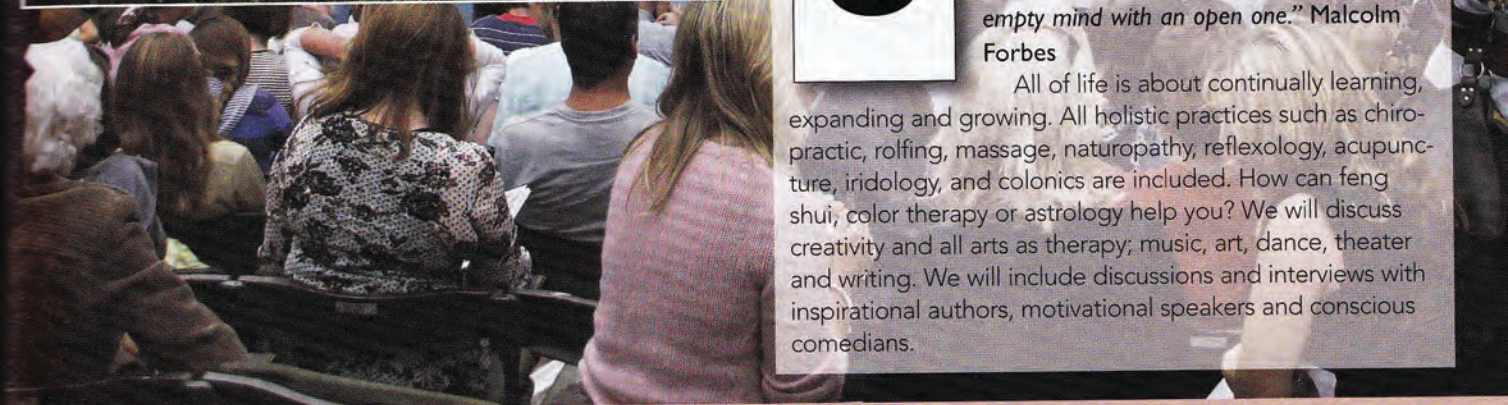 empty mind with an open one." Malcolm
Forbes
All of life is about continually learning,
expanding and growing. All holistic practices such as chiro-
practic, rolfing, massage, naturopathy, reflexology, acupunc-
ture, iridology, and colonics are included. How can feng
shui, color therapy or astrology help you? We will discuss
creativity and all arts as therapy; music, art, dance, theater
and writing. We will include discussions and interviews with
inspirational authors, motivational speakers and conscious
comedians.